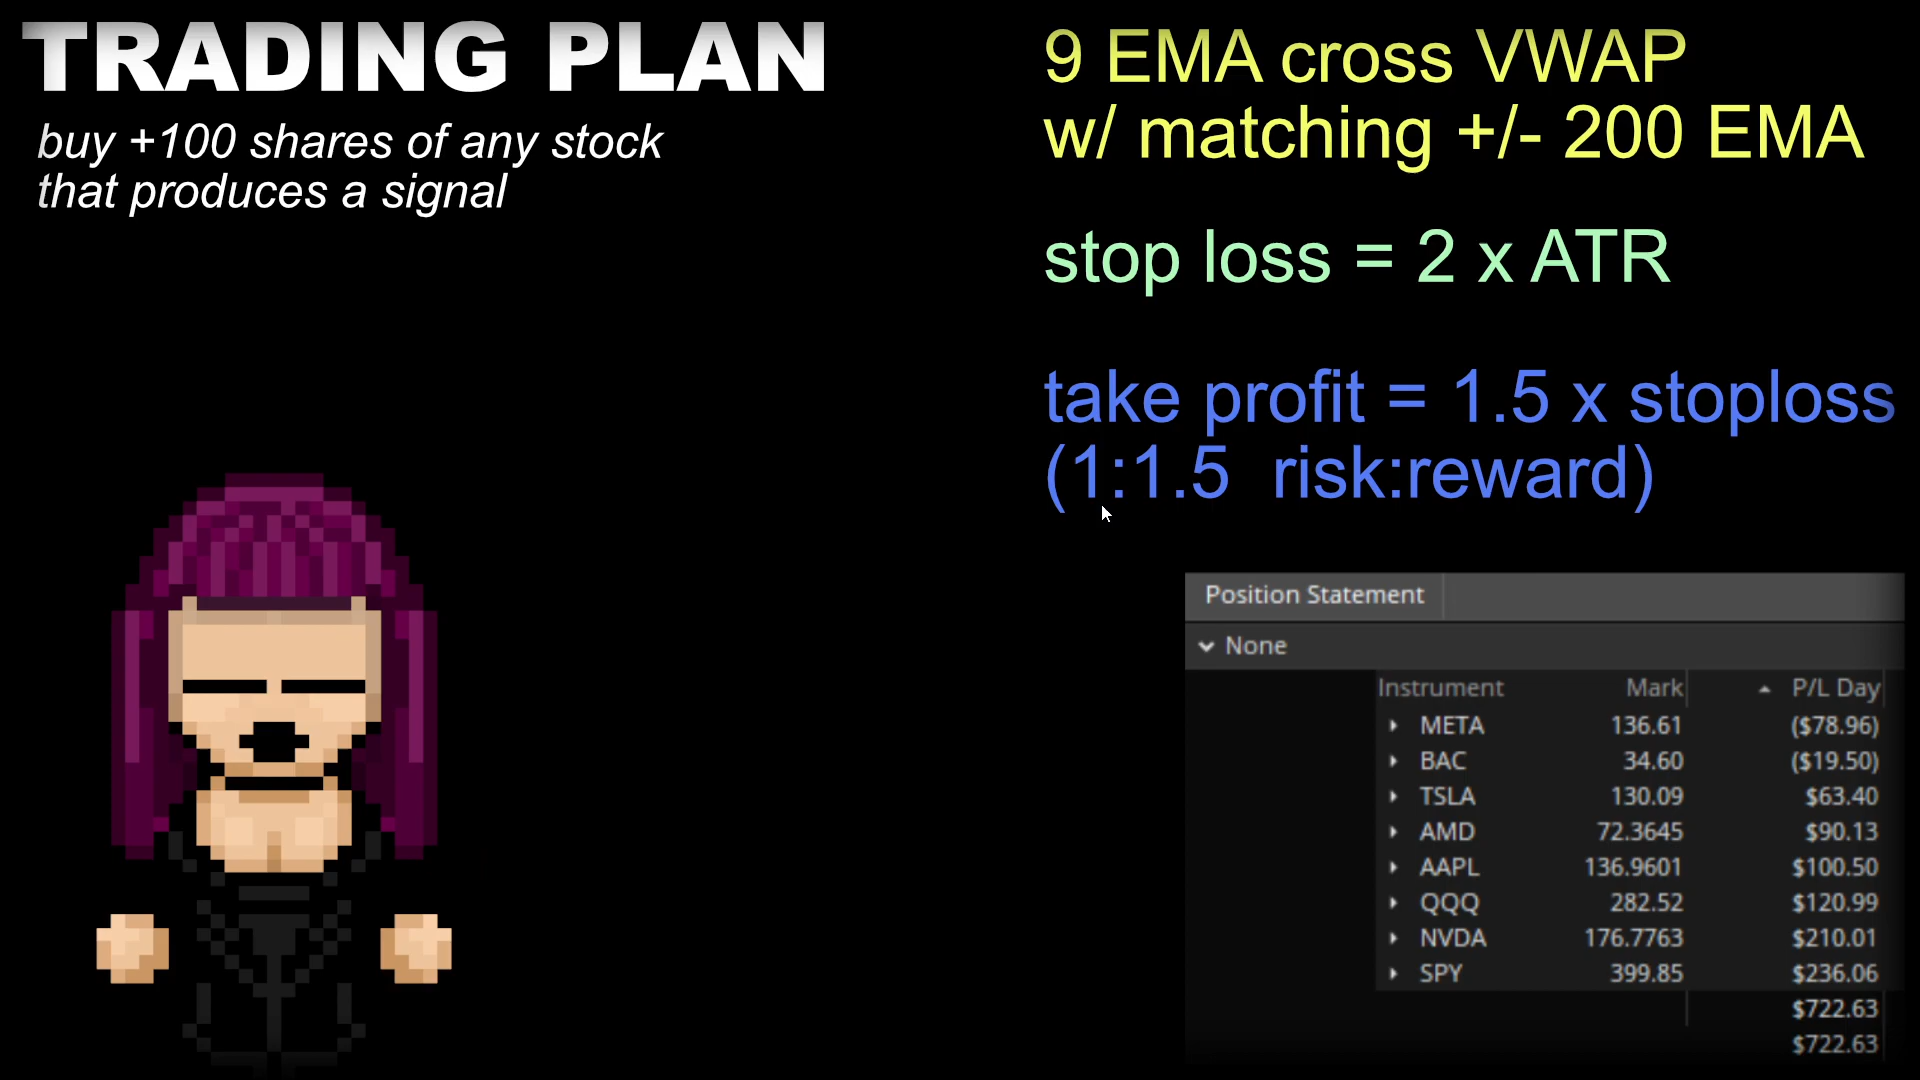 TRADING PLAN
buy +100 shares of any stock
that produces a signal
9 EMA cross VWAP
w/ matching +/- 200 EMA
stop loss = 2 x ATR
take profit = 1.5 x stoploss
(1:1.5 risk:reward)
Position Statement
None
Instrument Mark P/L Day
META 136.61 ($78.96)
BAC 34.60 ($19.50)
TSLA 130.09 $63.40
AMD 72.3645 $90.13
AAPL 136.9601 $100.50
QQQ 282.52 $120.99
NVDA 176.7763 $210.01
SPY 399.85 $236.06
$722.63
$722.63